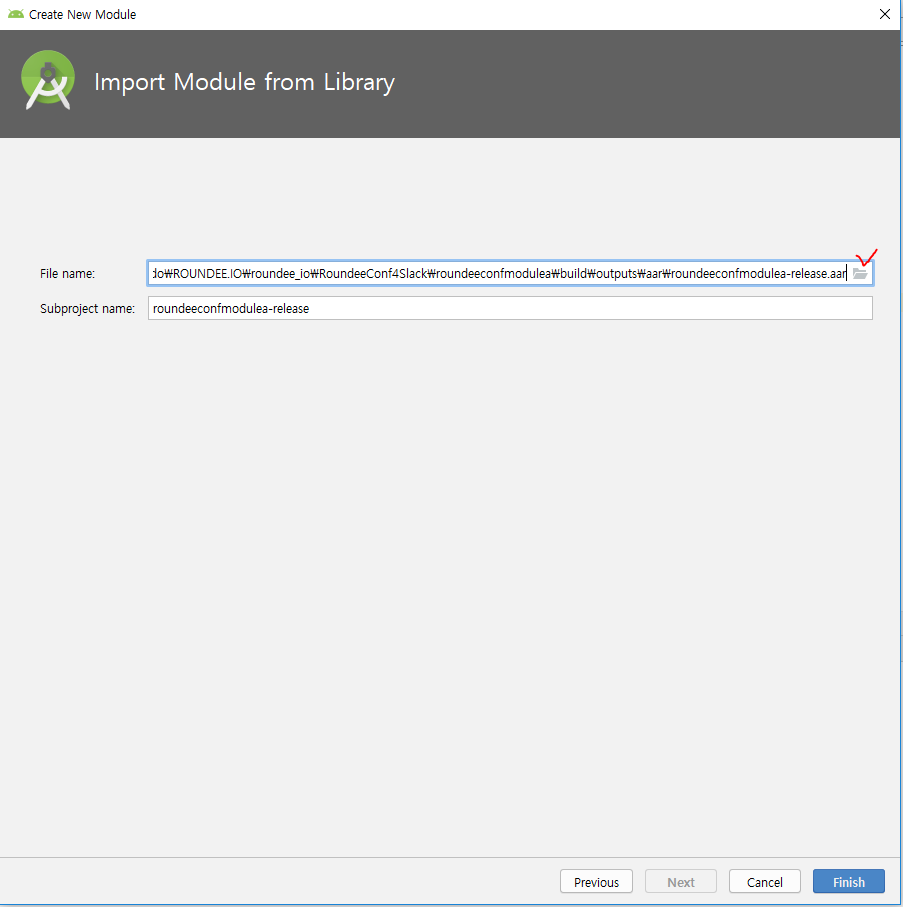 Create New Module
Import Module from Library
File name:
do₩ROUNDEE.IO₩roundee_io₩RoundeeConf4Slack₩roundeeconfmodulea₩build₩outputs₩aar₩roundeeconfmodulea-release.aar
Subproject name:
roundeeconfmodulea-release
Previous
Next
Cancel
Finish